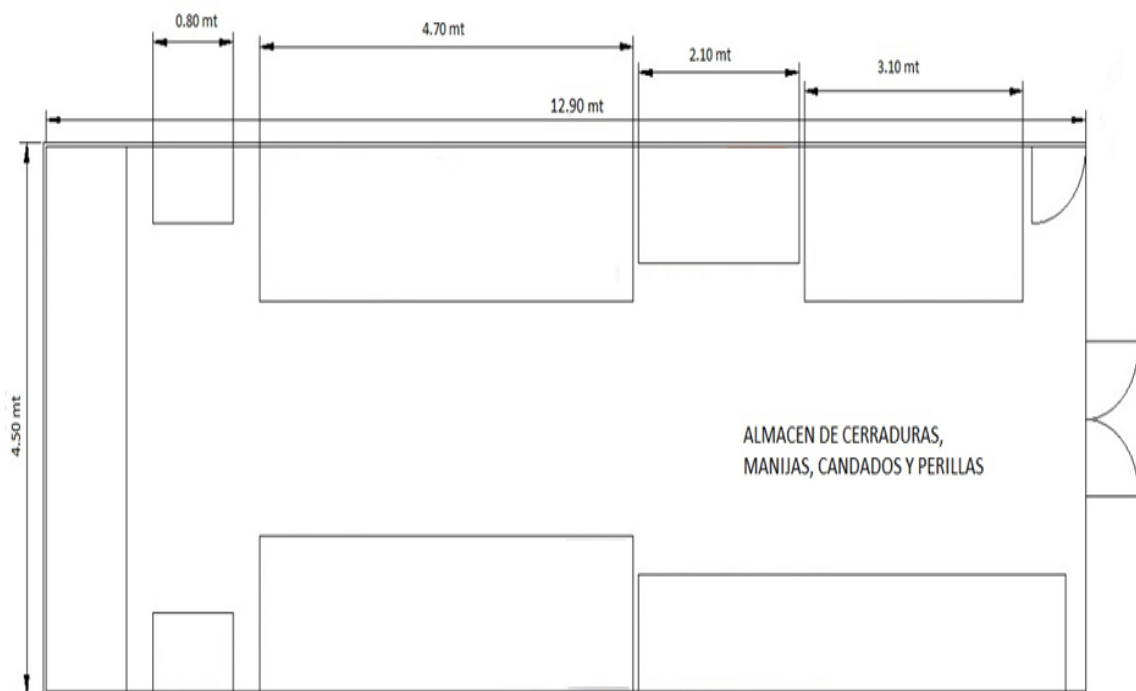 0.80 mt
4.70 mt
2.10 mt
3.10 mt
12.90 mt
4.50 mt
ALMACEN DE CERRADURAS,
MANIJAS, CANDADOS Y PERILLAS